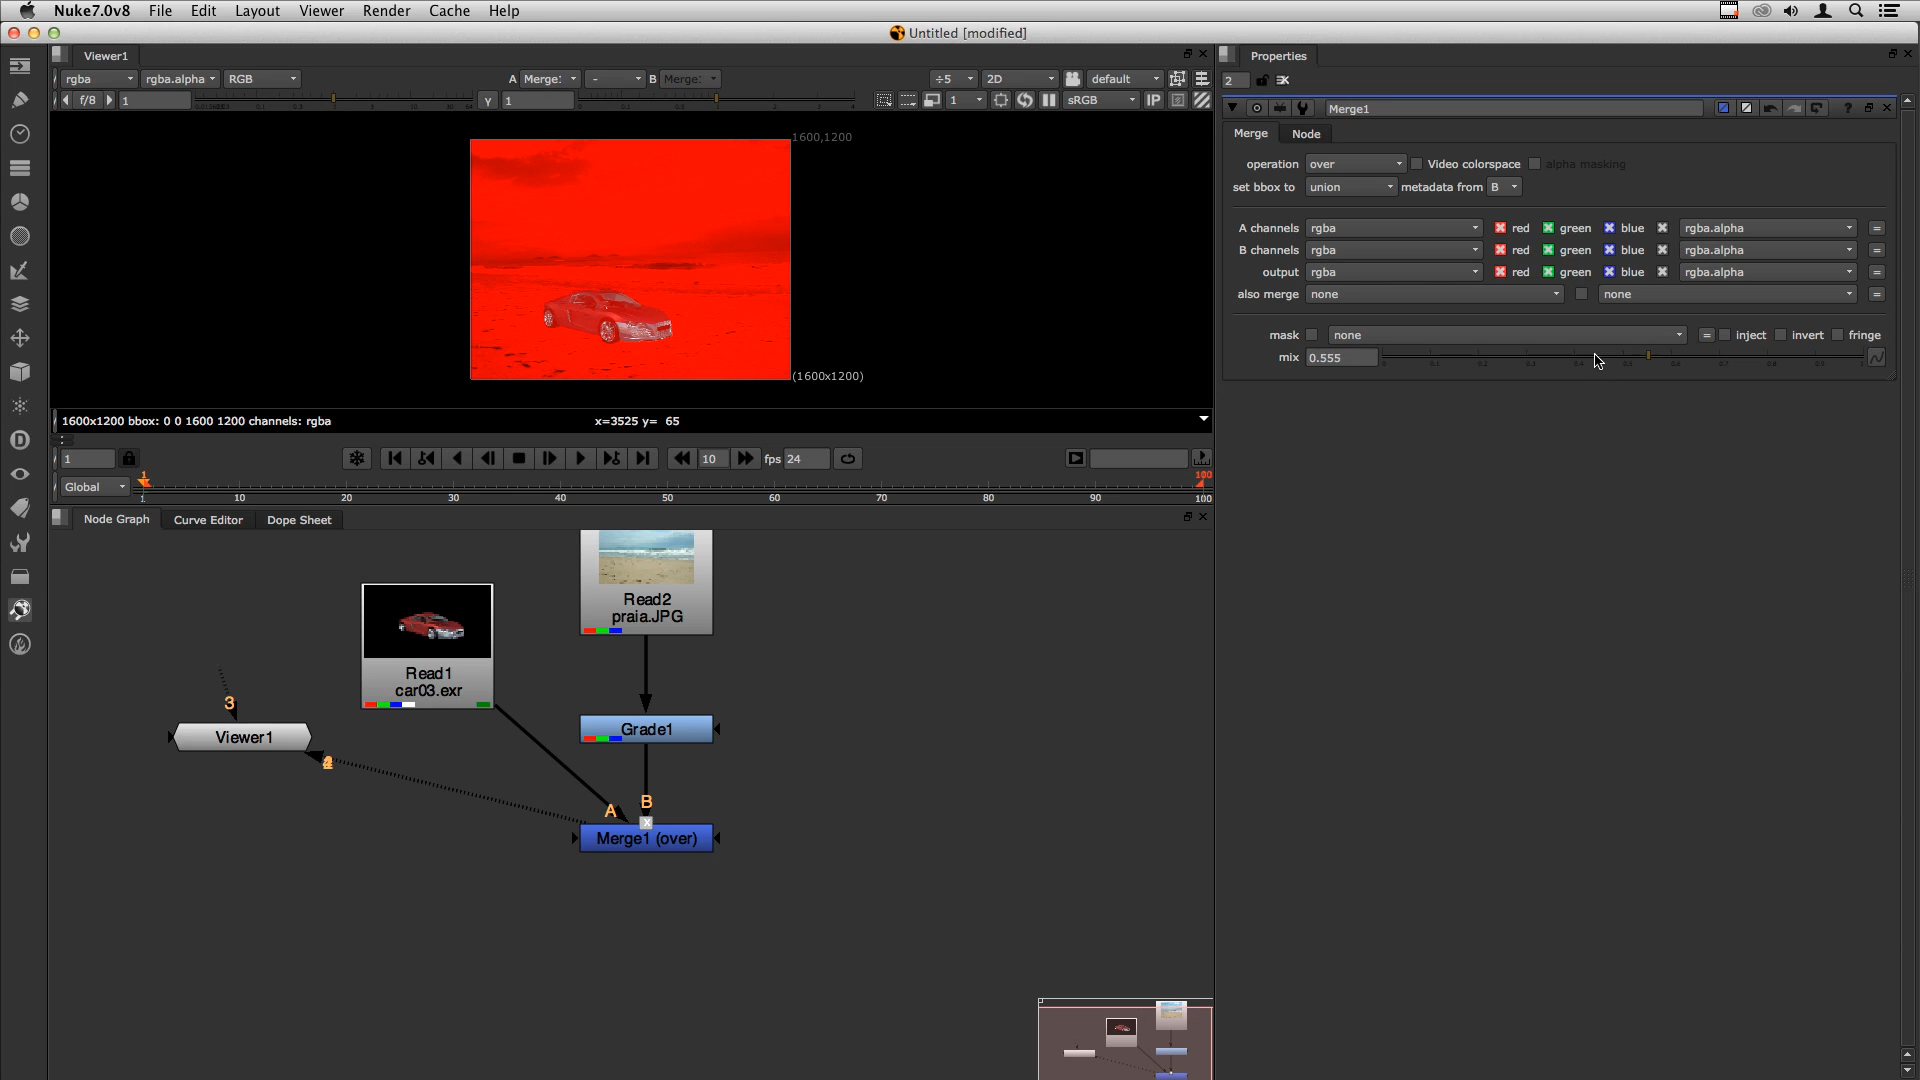 Nuke7.0v8 File Edit Layout Viewer Render Cache Help
Untitled [modified]
Viewer1
rgba rgba.alpha RGB A Merge: - B Merge: ÷5 2D default
f/8 1 Y 1 1 sRGB IP
1600,1200
(1600x1200)
1600x1200 bbox: 0 0 1600 1200 channels: rgba x=3525 y= 65
1 10 fps 24
Global 1 1 10 20 30 40 50 60 70 80 90 100 100
Node Graph Curve Editor Dope Sheet
Read2
praia.JPG
Read1
car03.exr
3
Viewer1
Grade1
A B
Merge1 (over)
Properties
2
Merge1
?
Merge Node
operation over Video colorspace alpha masking
set bbox to union metadata from B
A channels rgba red green blue rgba.alpha =
B channels rgba red green blue rgba.alpha =
output rgba red green blue rgba.alpha =
also merge none none =
mask none = inject invert fringe
mix 0.555